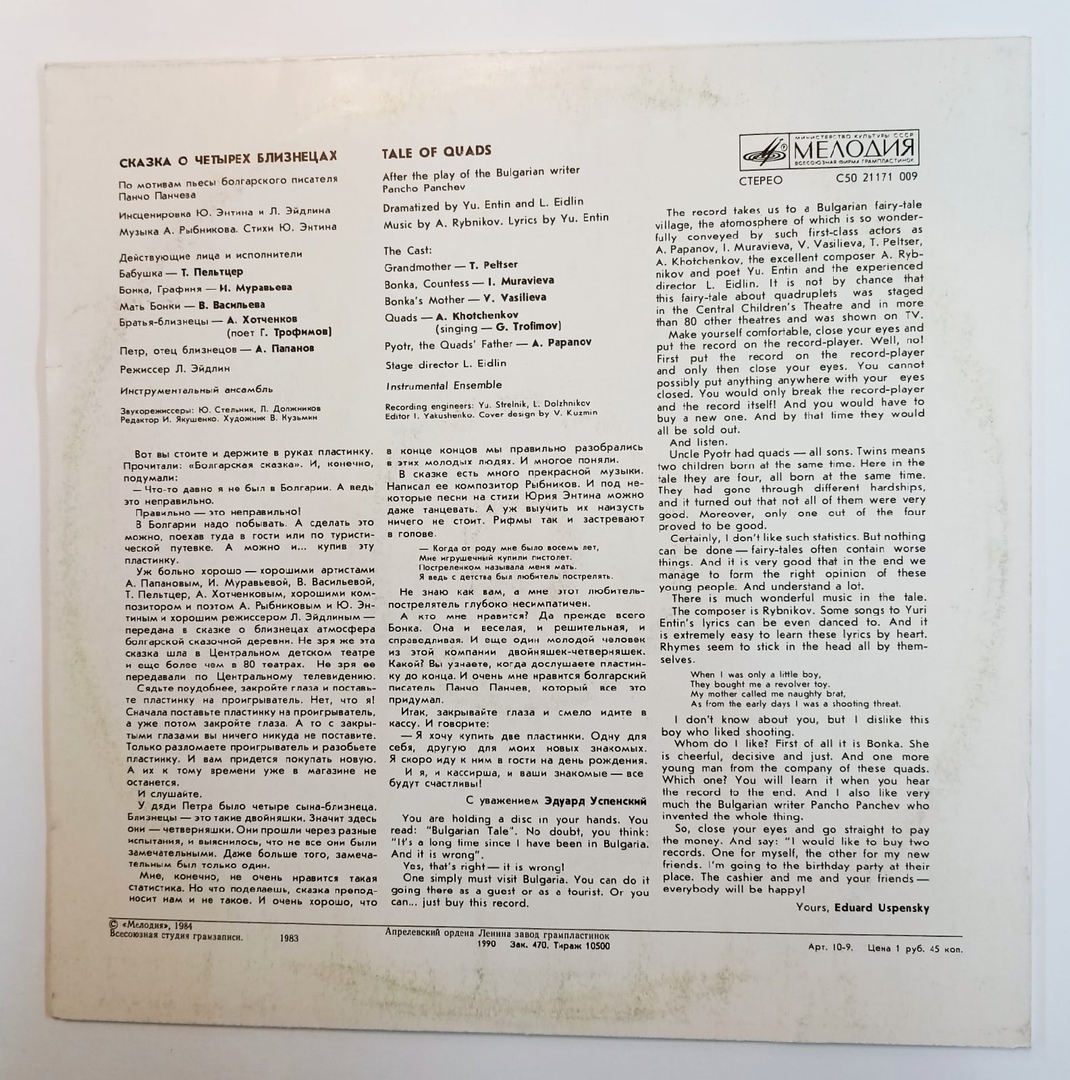 СКАЗКА О ЧЕТЫРЕХ БЛИЗНЕЦАХ
По мотивам пьесы болгарского писателя
Панчо Панчева
Инсценировка Ю. Энтина и Л. Эйдлина
Музыка А. Рыбникова. Стихи Ю. Энтина
Действующие лица и исполнители
Бабушка — Т. Пельтцер
Бонка, Графиня — И. Муравьева
Мать Бонки — В. Васильева
Братья-близнецы — А. Хотченков
(поет Г. Трофимов)
Петр, отец близнецов — А. Папанов
Режиссер Л. Эйдлин
Инструментальный ансамбль
Звукорежиссеры: Ю. Стельник, Л. Должников
Редактор И. Якушенко. Художник В. Кузьмин
TALE OF QUADS
After the play of the Bulgarian writer
Pancho Panchev
Dramatized by Yu. Entin and L. Eidlin
Music by A. Rybnikov. Lyrics by Yu. Entin
The Cast:
Grandmother — T. Peltser
Bonka, Countess — I. Muravieva
Bonka's Mother — V. Vasilieva
Quads — A. Khotchenkov
(singing — G. Trofimov)
Pyotr, the Quads' Father — A. Papanov
Stage director L. Eidlin
Instrumental Ensemble
Recording engineers: Yu. Strelnik, L. Dolzhnikov
Editor I. Yakushenko. Cover design by V. Kuzmin
МИНИСТЕРСТВО КУЛЬТУРЫ СССР
МЕЛОДИЯ
ВСЕСОЮЗНАЯ ФИРМА ГРАМПЛАСТИНОК
СТЕРЕО С50 21171 009
Вот вы стоите и держите в руках пластинку.
Прочитали: «Болгарская сказка». И, конечно,
подумали:
— Что-то давно я не был в Болгарии. А ведь
это неправильно.
Правильно — это неправильно!
В Болгарии надо побывать. А сделать это
можно, поехав туда в гости или по туристи-
ческой путевке. А можно и... купив эту
пластинку.
Уж больно хорошо — хорошими артистами
А. Папановым, И. Муравьевой, В. Васильевой,
Т. Пельтцер, А. Хотченковым, хорошими ком-
позитором и поэтом А. Рыбниковым и Ю. Эн-
тиным и хорошим режиссером Л. Эйдлиным —
передана в сказке о близнецах атмосфера
болгарской сказочной деревни. Не зря же эта
сказка шла в Центральном детском театре
и еще более чем в 80 театрах. Не зря ее
передавали по Центральному телевидению.
Сядьте поудобнее, закройте глаза и поставь-
те пластинку на проигрыватель. Нет, что я!
Сначала поставьте пластинку на проигрыватель,
а уже потом закройте глаза. А то с закры-
тыми глазами вы ничего никуда не поставите.
Только разломаете проигрыватель и разобьете
пластинку. И вам придется покупать новую.
А их к тому времени уже в магазине не
останется.
И слушайте.
У дяди Петра было четыре сына-близнеца.
Близнецы — это такие двойняшки. Значит здесь
они — четверняшки. Они прошли через разные
испытания, и выяснилось, что не все они были
замечательными. Даже больше того, замеча-
тельным был только один.
Мне, конечно, не очень нравится такая
статистика. Но что поделаешь, сказка препод-
носит нам и не такое. И очень хорошо, что
в конце концов мы правильно разобрались
в этих молодых людях. И многое поняли.
В сказке есть много прекрасной музыки.
Написал ее композитор Рыбников. И под не-
которые песни на стихи Юрия Энтина можно
даже танцевать. А уж выучить их наизусть
ничего не стоит. Рифмы так и застревают
в голове.
— Когда от роду мне было восемь лет,
Мне игрушечный купили пистолет.
Постреленком называла меня мать.
Я ведь с детства был любитель пострелять.
Не знаю как вам, а мне этот любитель-
пострелятель глубоко несимпатичен.
А кто мне нравится? Да прежде всего
Бонка. Она и веселая, и решительная, и
справедливая. И еще один молодой человек
из этой компании двойняшек-четверняшек.
Какой? Вы узнаете, когда дослушаете пластин-
ку до конца. И очень мне нравится болгарский
писатель Панчо Панчев, который все это
придумал.
Итак, закрывайте глаза и смело идите в
кассу. И говорите:
— Я хочу купить две пластинки. Одну для
себя, другую для моих новых знакомых.
Я скоро иду к ним в гости на день рождения.
И я, и кассирша, и ваши знакомые — все
будут счастливы!
С уважением Эдуард Успенский
You are holding a disc in your hands. You
read: "Bulgarian Tale". No doubt, you think:
"It's a long time since I have been in Bulgaria.
And it is wrong".
Yes, that's right — it is wrong!
One simply must visit Bulgaria. You can do it
going there as a guest or as a tourist. Or you
can... just buy this record.
The record takes us to a Bulgarian fairy-tale
village, the atomosphere of which is so wonder-
fully conveyed by such first-class actors as
A. Papanov, I. Muravieva, V. Vasilieva, T. Peltser,
A. Khotchenkov, the excellent composer A. Ryb-
nikov and poet Yu. Entin and the experienced
director L. Eidlin. It is not by chance that
this fairy-tale about quadruplets was staged
in the Central Children's Theatre and in more
than 80 other theatres and was shown on TV.
Make yourself comfortable, close your eyes and
put the record on the record-player. Well, no!
First put the record on the record-player
and only then close your eyes. You cannot
possibly put anything anywhere with your eyes
closed. You would only break the record-player
and the record itself! And you would have to
buy a new one. And by that time they would
all be sold out.
And listen.
Uncle Pyotr had quads — all sons. Twins means
two children born at the same time. Here in the
tale they are four, all born at the same time.
They had gone through different hardships,
and it turned out that not all of them were very
good. Moreover, only one out of the four
proved to be good.
Certainly, I don't like such statistics. But nothing
can be done — fairy-tales often contain worse
things. And it is very good that in the end we
manage to form the right opinion of these
young people. And understand a lot.
There is much wonderful music in the tale.
The composer is Rybnikov. Some songs to Yuri
Entin's lyrics can be even danced to. And it
is extremely easy to learn these lyrics by heart.
Rhymes seem to stick in the head all by them-
selves.
When I was only a little boy,
They bought me a revolver toy.
My mother called me naughty brat,
As from the early days I was a shooting threat.
I don't know about you, but I dislike this
boy who liked shooting.
Whom do I like? First of all it is Bonka. She
is cheerful, decisive and just. And one more
young man from the company of these quads.
Which one? You will learn it when you hear
the record to the end. And I also like very
much the Bulgarian writer Pancho Panchev who
invented the whole thing.
So, close your eyes and go straight to pay
the money. And say: "I would like to buy two
records. One for myself, the other for my new
friends. I'm going to the birthday party at their
place. The cashier and me and your friends —
everybody will be happy!
Yours, Eduard Uspensky
© «Мелодия», 1984
Всесоюзная студия грамзаписи. 1983
Апрелевский ордена Ленина завод грампластинок
1990 Зак. 470. Тираж 10500
Арт. 10-9. Цена 1 руб. 45 коп.